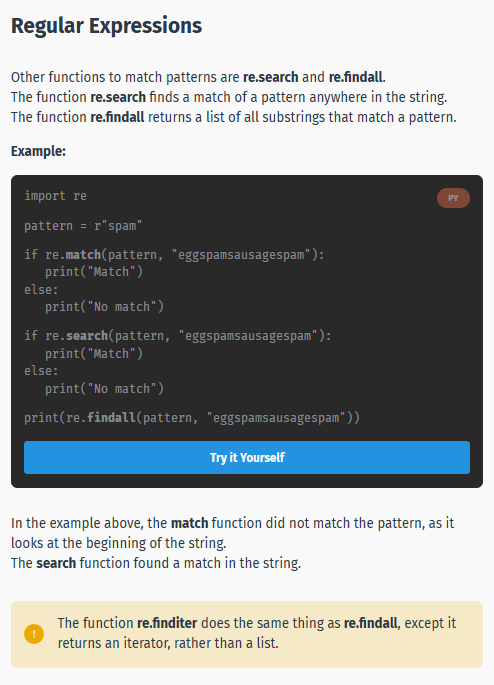 Regular Expressions
Other functions to match patterns are re.search and re.findall.
The function re.search finds a match of a pattern anywhere in the string.
The function re.findall returns a list of all substrings that match a pattern.
Example:
import re
PY
pattern = r"spam"
if re.match(pattern, "eggspamsausagespam"):
   print("Match")
else:
   print("No match")
if re.search(pattern, "eggspamsausagespam"):
   print("Match")
else:
   print("No match")
print(re.findall(pattern, "eggspamsausagespam"))
Try it Yourself
In the example above, the match function did not match the pattern, as it
looks at the beginning of the string.
The search function found a match in the string.
!
The function re.finditer does the same thing as re.findall, except it
returns an iterator, rather than a list.